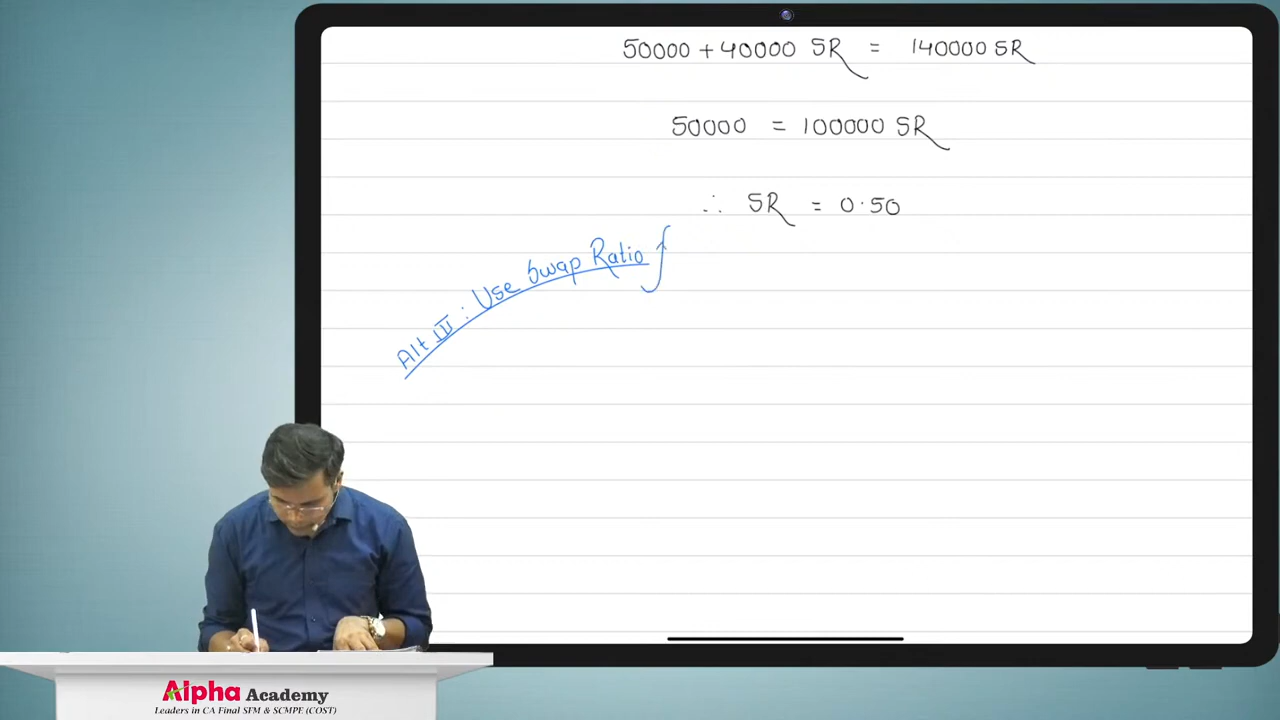 50000 + 40000 SR = 140000 SR
50000 = 100000 SR
∴ SR = 0.50
Alt III : Use Swap Ratio
Alpha Academy
Leaders in CA Final SFM & SCMPE (COST)